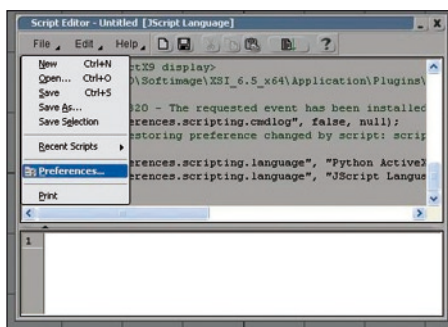 Script Editor - Untitled [JScript Language]
File Edit Help
New Ctrl+N
Open... Ctrl+O
Save Ctrl+S
Save As...
Save Selection
Recent Scripts
Preferences...
Print
ctX9 display>
\Softimage\XSI_6.5_x64\Application\Plugins\
320 - The requested event has been installed
erences.scripting.cmdlog", false, null);
estoring preference changed by script: scrip
erences.scripting.language", "Python ActiveX
erences.scripting.language", "JScript Langua
1